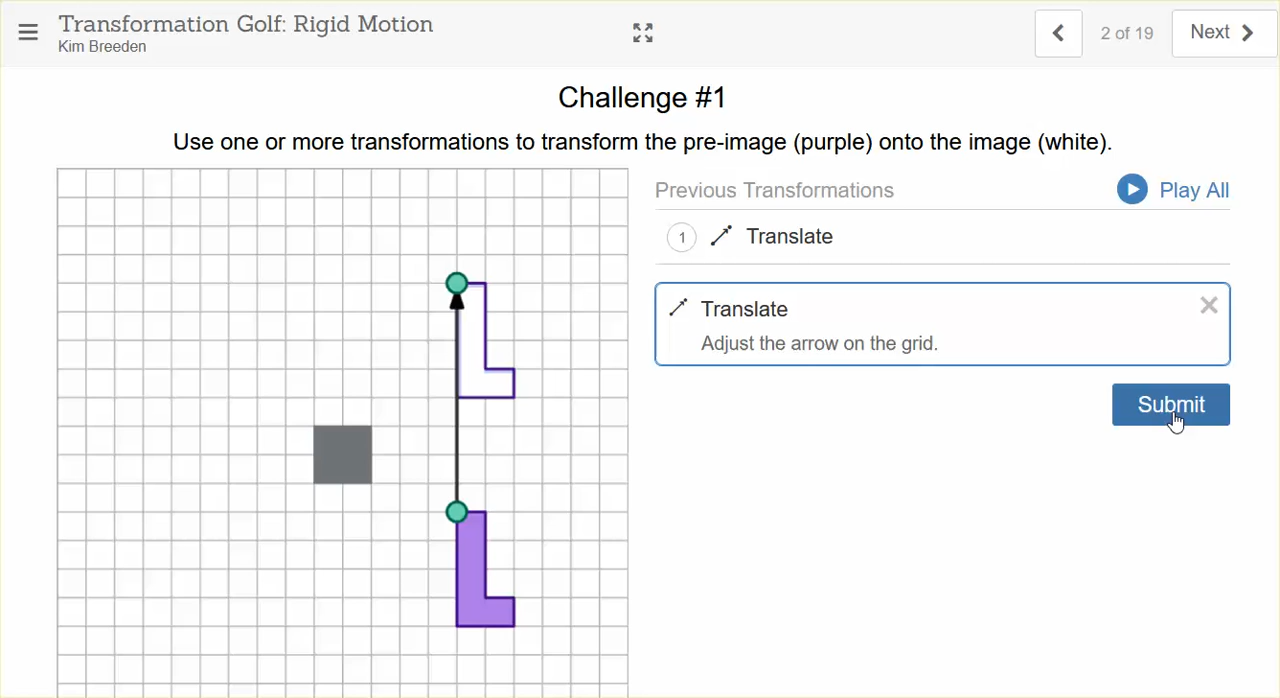 Transformation Golf: Rigid Motion
Kim Breeden
2 of 19
Next
Challenge #1
Use one or more transformations to transform the pre-image (purple) onto the image (white).
Previous Transformations
Play All
1 Translate
Translate
Adjust the arrow on the grid.
Submit